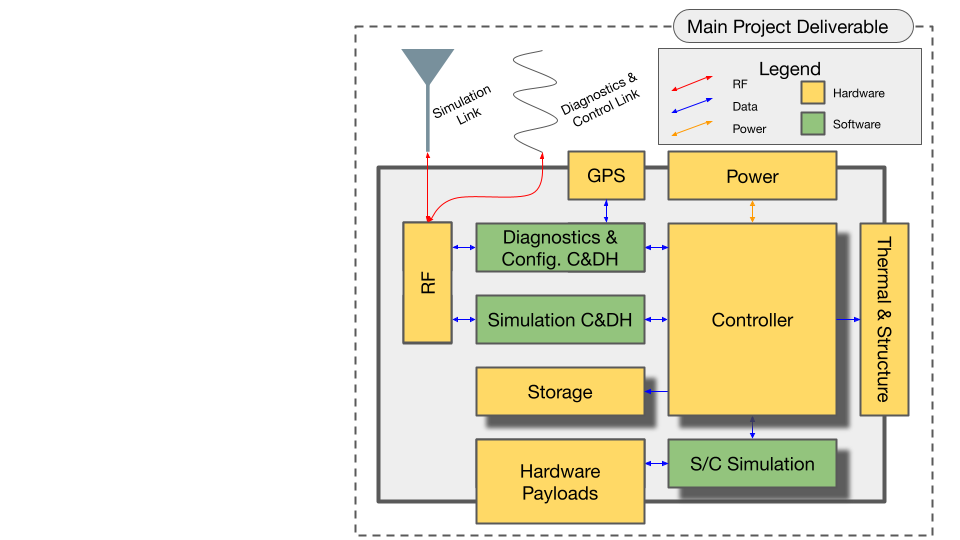 Main Project Deliverable
Legend
RF
Data
Power
Hardware
Software
Simulation
Link
Diagnostics &
Control Link
GPS
Power
RF
Diagnostics &
Config. C&DH
Simulation C&DH
Controller
Thermal & Structure
Storage
Hardware
Payloads
S/C Simulation